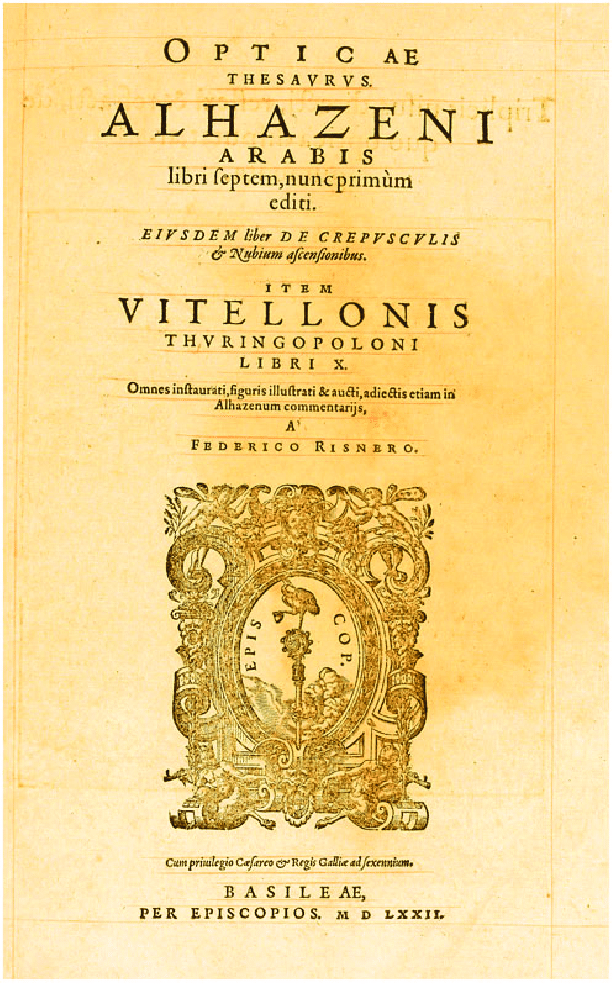 OPTICAE
THESAVRVS.
ALHAZENI
ARABIS
libri ſeptem, nunc primùm
editi.
EIVSDEM liber DE CREPVSCVLIS
& Nubium aſcenſionibus.
ITEM
VITELLONIS
THVRINGOPOLONI
LIBRI X.
Omnes inſtaurati, figuris illuſtrati & aucti, adiectis etiam in
Alhazenum commentarijs,
A`
FEDERICO RISNERO.
EPIS COP.
Cum priuilegio Cæſareo & Regis Galliæ ad ſexennium.
BASILEAE,
PER EPISCOPIOS. M D LXXII.